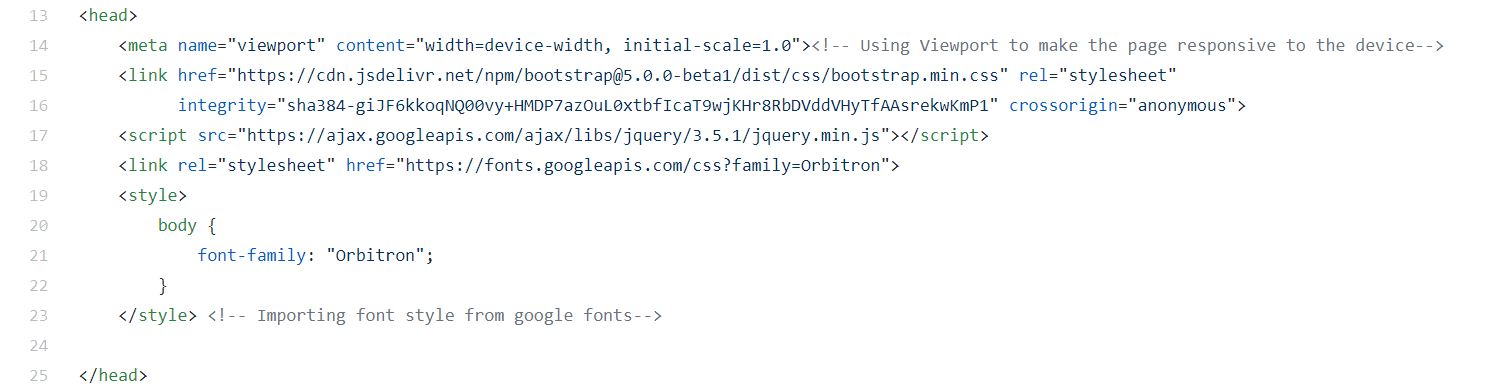 13 <head>
14 <meta name="viewport" content="width=device-width, initial-scale=1.0"><!-- Using Viewport to make the page responsive to the device-->
15 <link href="https://cdn.jsdelivr.net/npm/bootstrap@5.0.0-beta1/dist/css/bootstrap.min.css" rel="stylesheet"
16 integrity="sha384-giJF6kkoqNQ00vy+HMDP7azOuL0xtbfIcaT9wjKHr8RbDVddVHyTfAAsrekwKmP1" crossorigin="anonymous">
17 <script src="https://ajax.googleapis.com/ajax/libs/jquery/3.5.1/jquery.min.js"></script>
18 <link rel="stylesheet" href="https://fonts.googleapis.com/css?family=Orbitron">
19 <style>
20 body {
21 font-family: "Orbitron";
22 }
23 </style> <!-- Importing font style from google fonts-->
24
25 </head>